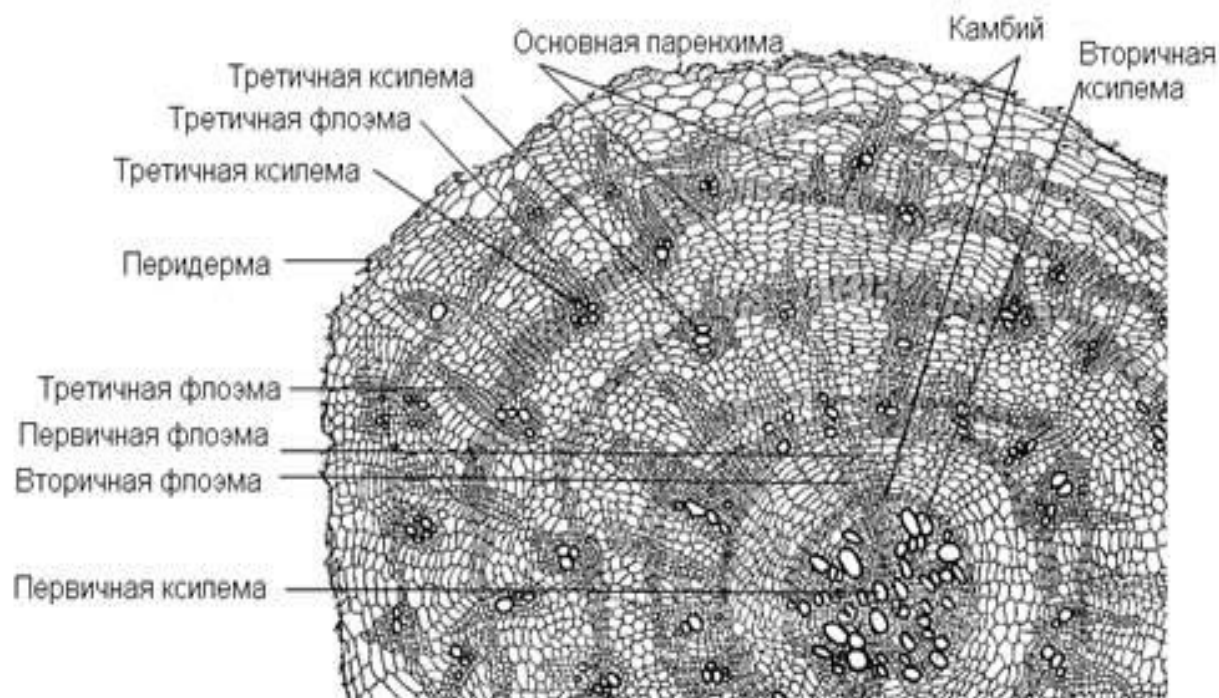 Камбий
Основная паренхима
Вторичная
ксилема
Третичная ксилема
Третичная флоэма
Третичная ксилема
Перидерма
Третичная флоэма
Первичная флоэма
Вторичная флоэма
Первичная ксилема